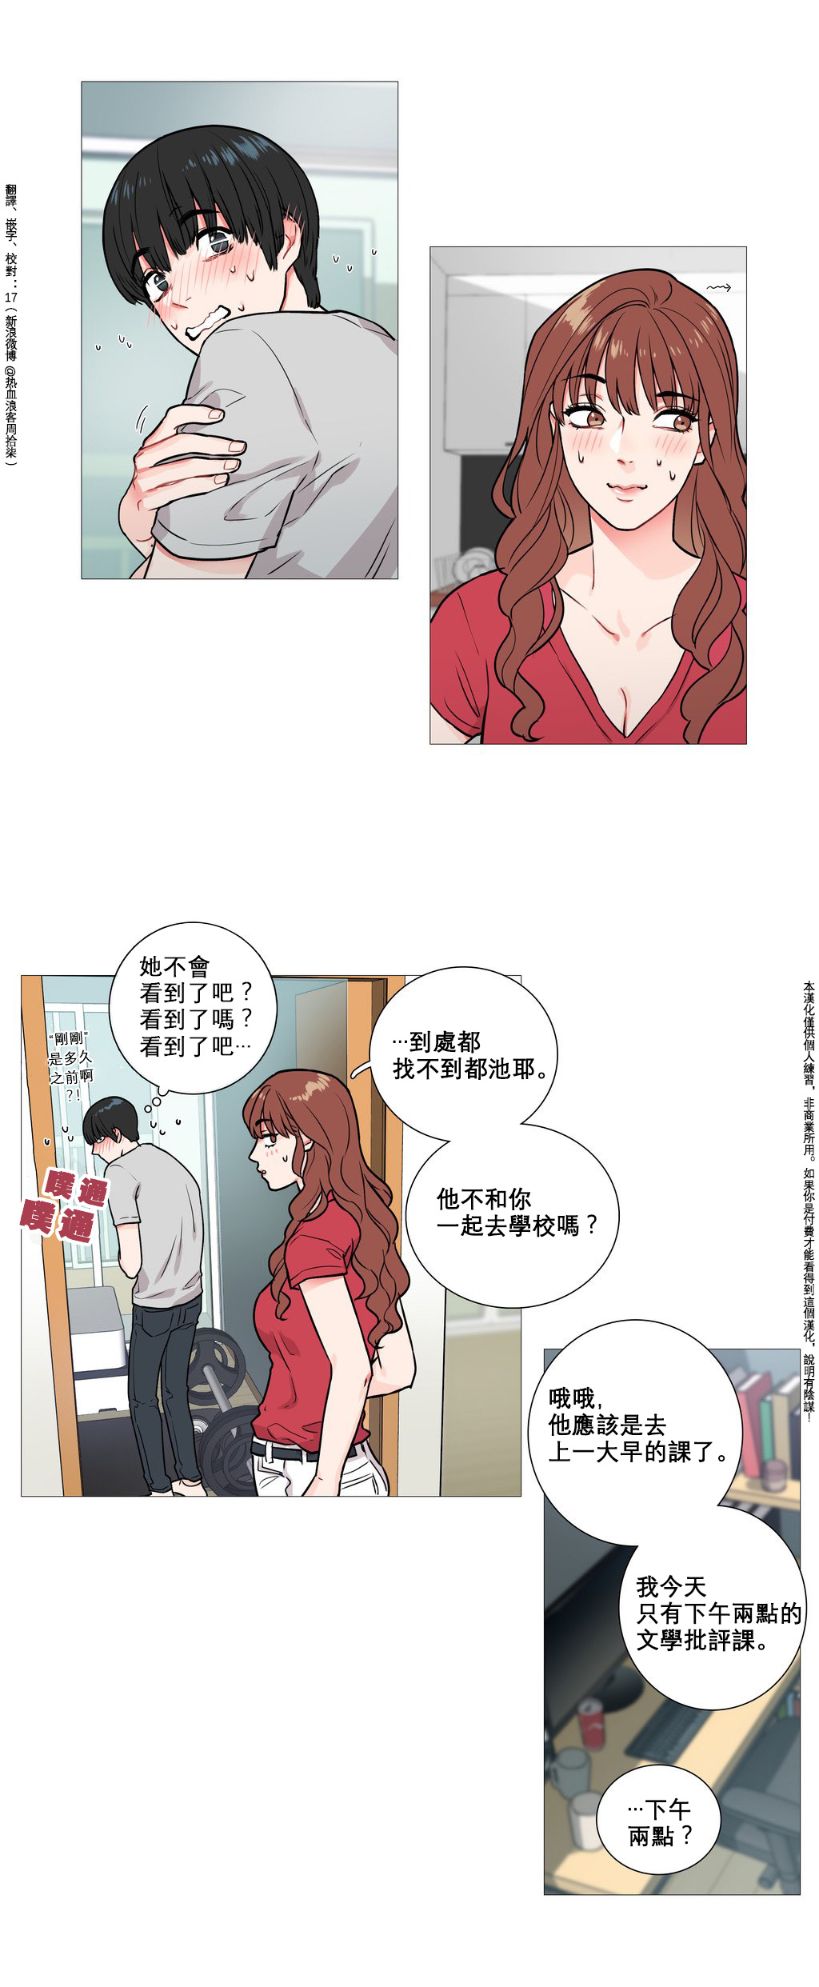 翻譯、嵌字、校對：17（新浪微博@热血浪客周拾柒）
她不會
看到了吧？
看到了嗎？
看到了吧…
“剛剛”
是多久
之前啊
?!
噗通
噗通
…到處都
找不到都池耶。
他不和你
一起去學校嗎？
本漢化僅供個人練習，非商業所用。如果你是付費才能看得到這個漢化，說明有陰謀！
哦哦，
他應該是去
上一大早的課了。
我今天
只有下午兩點的
文學批評課。
…下午
兩點？